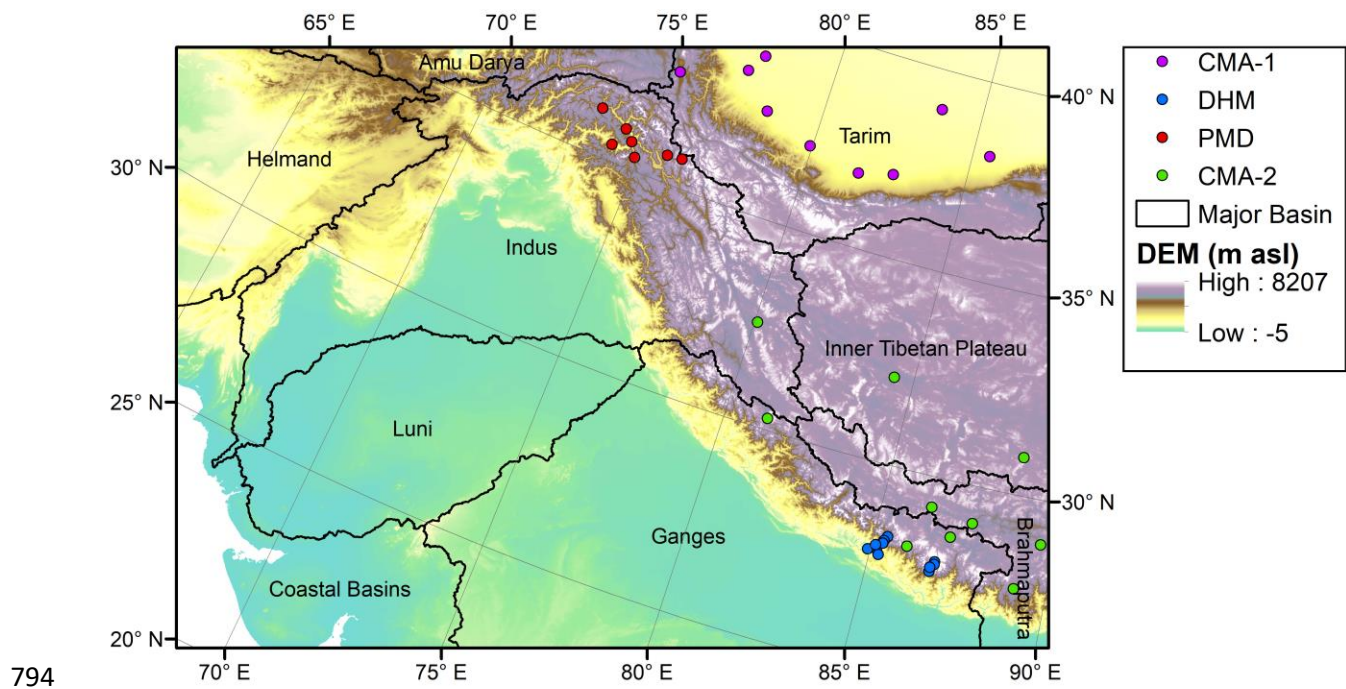 65° E 70° E 75° E 80° E 85° E
Amu Darya
CMA-1
40° N
DHM
Tarim
PMD
Helmand
30° N
CMA-2
Major Basin
Indus
DEM (m asl)
High : 8207
35° N
Low : -5
Inner Tibetan Plateau
25° N
Luni
30° N
Ganges
Brahmaputra
Coastal Basins
20° N
70° E 75° E 80° E 85° E 90° E
794